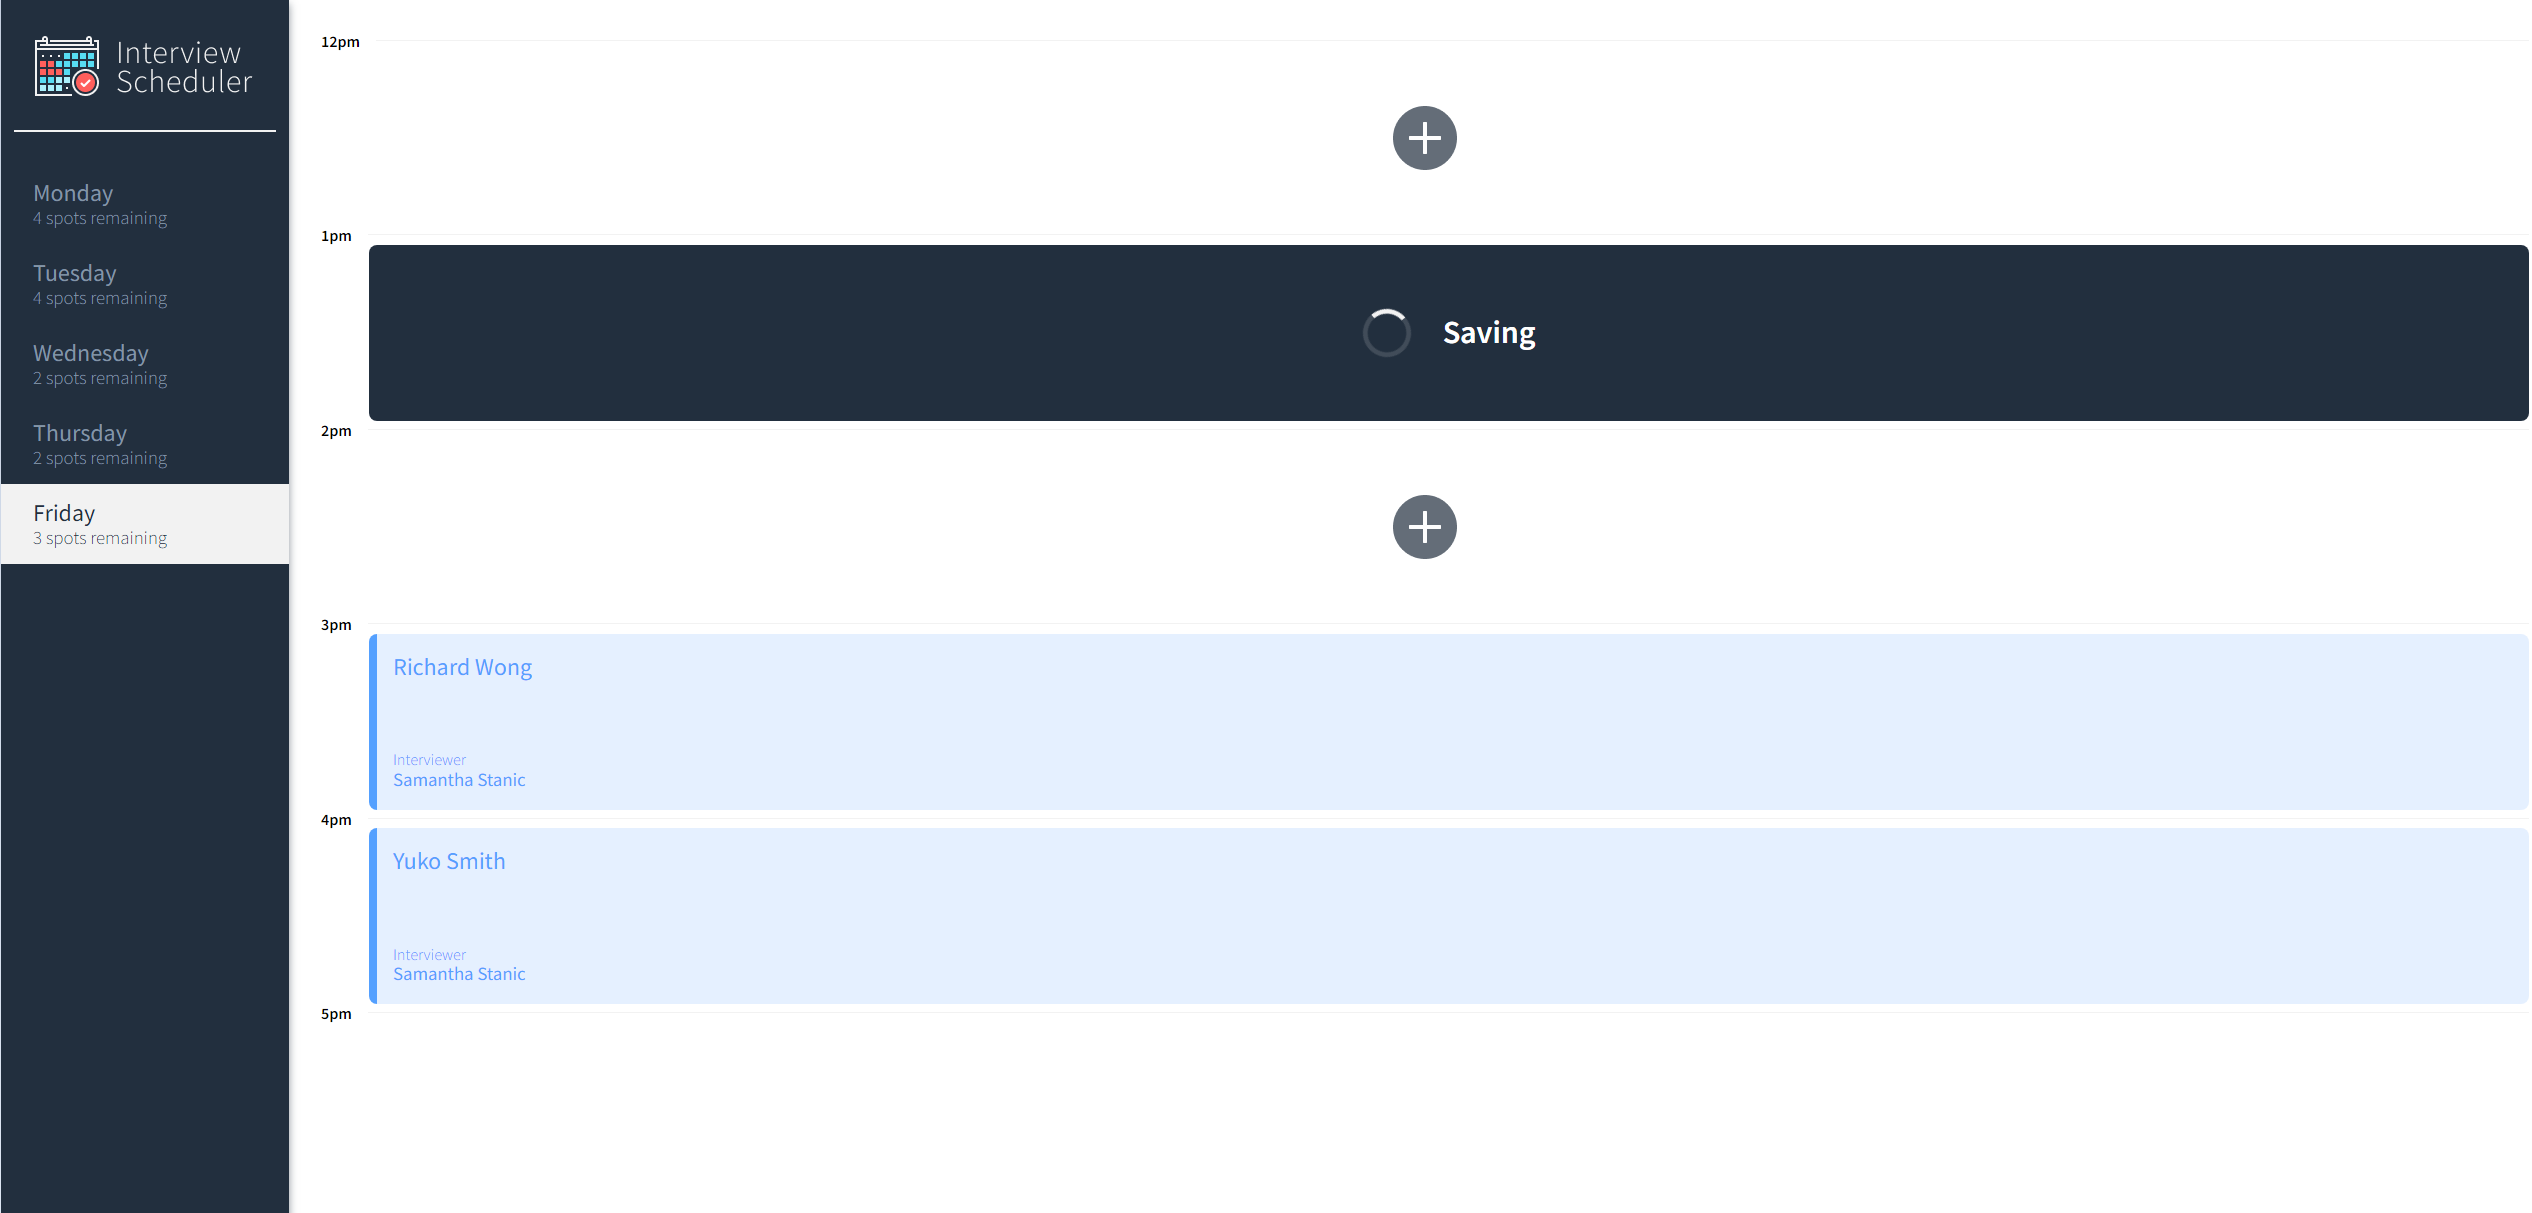 Interview
Scheduler
Monday
4 spots remaining
Tuesday
4 spots remaining
Wednesday
2 spots remaining
Thursday
2 spots remaining
Friday
3 spots remaining
12pm
1pm
Saving
2pm
3pm
Richard Wong
Interviewer
Samantha Stanic
4pm
Yuko Smith
Interviewer
Samantha Stanic
5pm